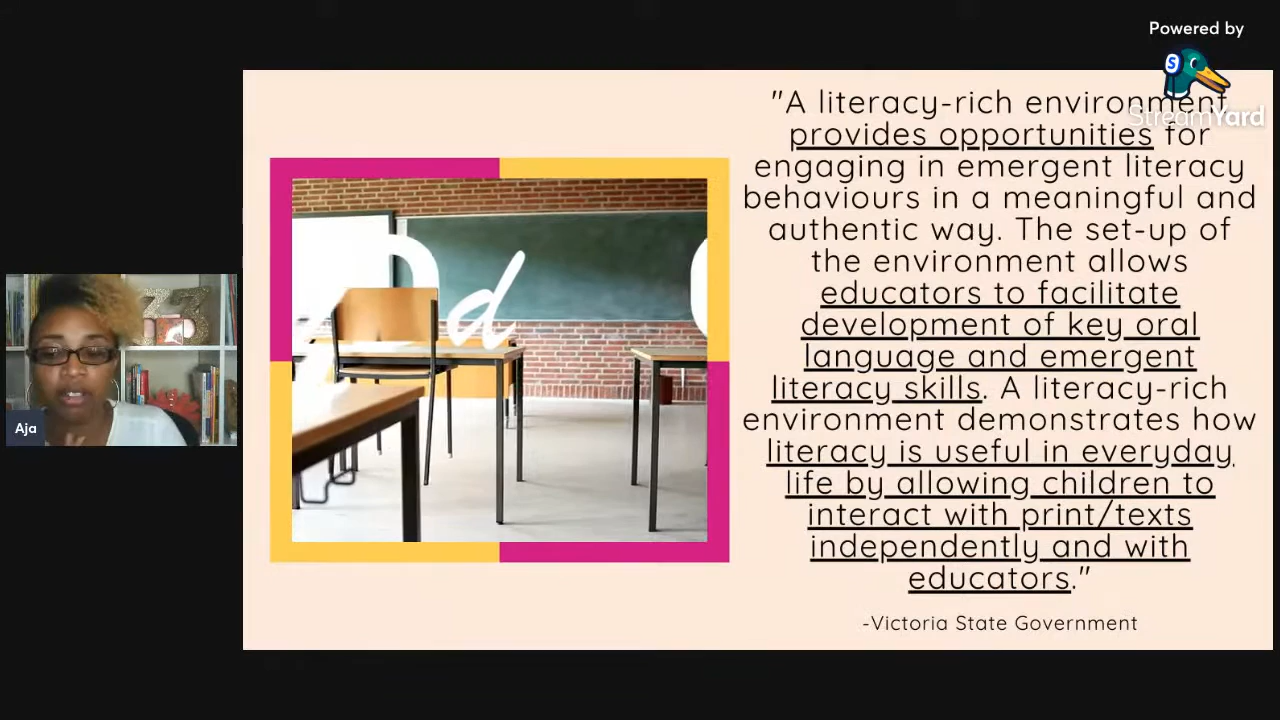 Powered by
StreamYard
"A literacy-rich environment
provides opportunities for
engaging in emergent literacy
behaviours in a meaningful and
authentic way. The set-up of
the environment allows
educators to facilitate
development of key oral
language and emergent
literacy skills. A literacy-rich
environment demonstrates how
literacy is useful in everyday
life by allowing children to
interact with print/texts
independently and with
educators."
-Victoria State Government
d
33
Aja